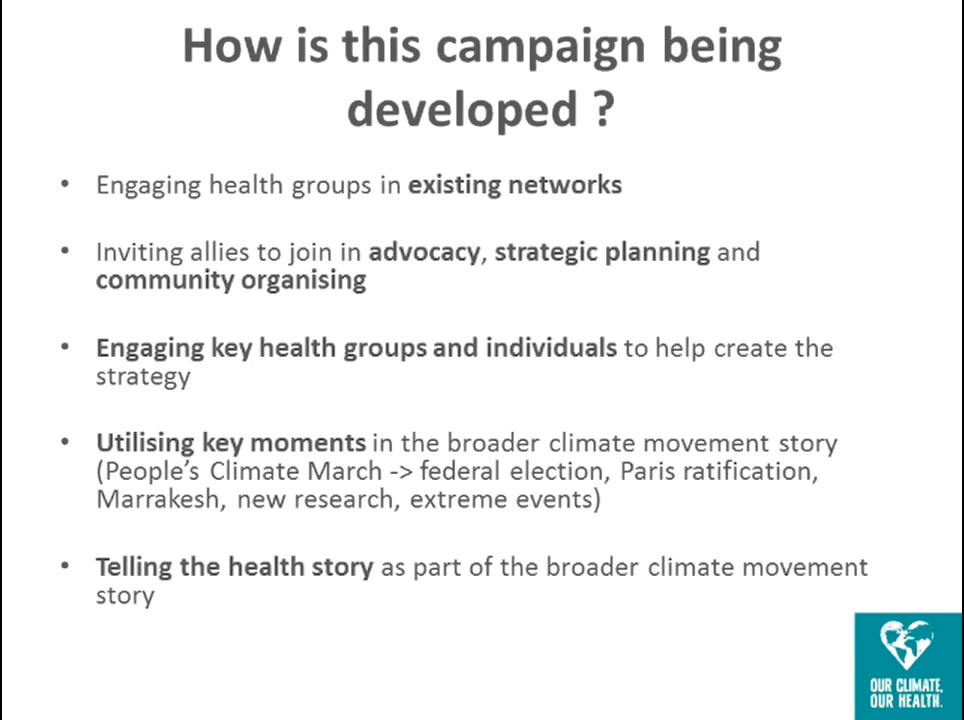 How is this campaign being
developed ?
• Engaging health groups in existing networks
• Inviting allies to join in advocacy, strategic planning and
community organising
• Engaging key health groups and individuals to help create the
strategy
• Utilising key moments in the broader climate movement story
(People's Climate March -> federal election, Paris ratification,
Marrakesh, new research, extreme events)
• Telling the health story as part of the broader climate movement
story
OUR CLIMATE,
OUR HEALTH.